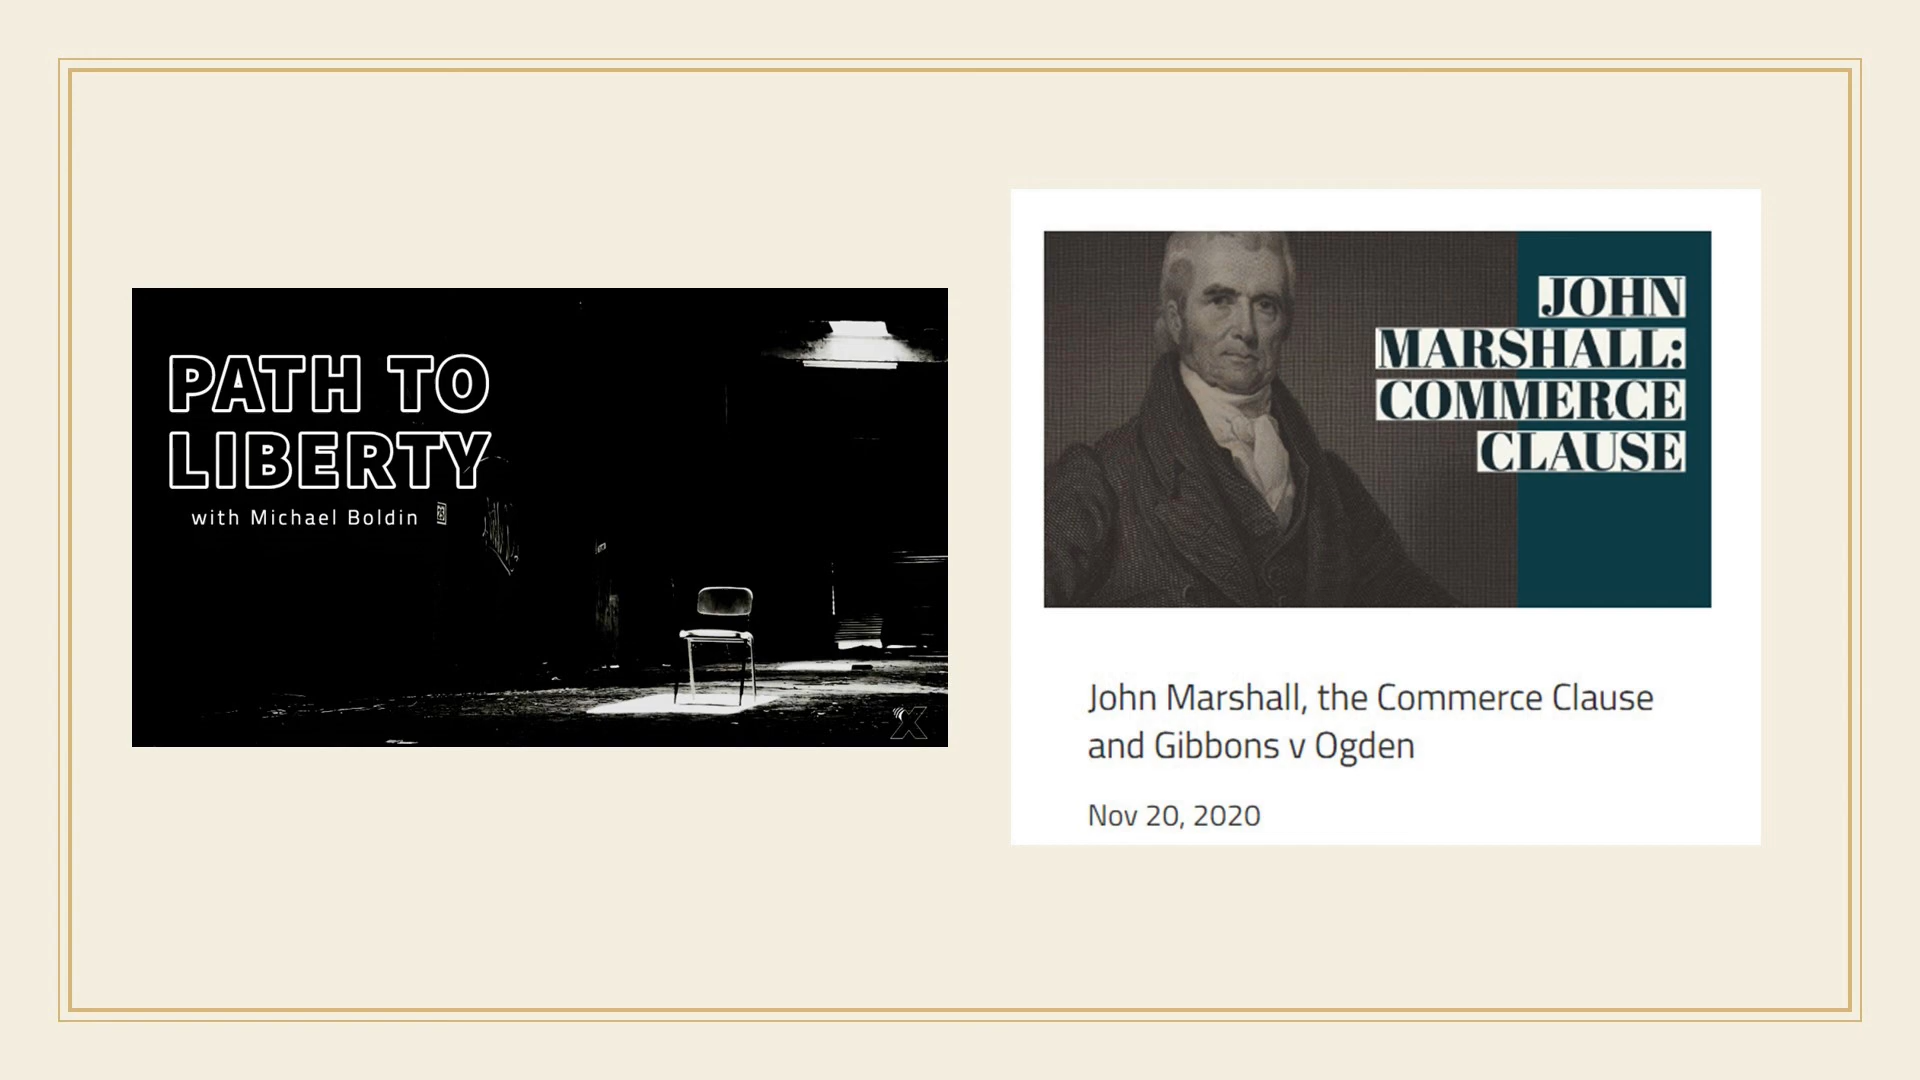 PATH TO
LIBERTY
with Michael Boldin
JOHN
MARSHALL:
COMMERCE
CLAUSE
John Marshall, the Commerce Clause
and Gibbons v Ogden
Nov 20, 2020